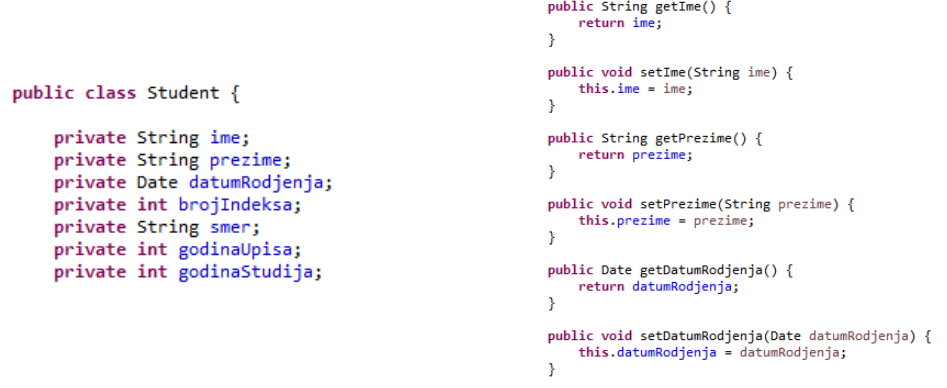 public class Student {
private String ime;
private String prezime;
private Date datumRodjenja;
private int brojIndeksa;
private String smer;
private int godinaUpisa;
private int godinaStudija;
public String getIme() {
return ime;
}
public void setIme(String ime) {
this.ime = ime;
}
public String getPrezime() {
return prezime;
}
public void setPrezime(String prezime) {
this.prezime = prezime;
}
public Date getDatumRodjenja() {
return datumRodjenja;
}
public void setDatumRodjenja(Date datumRodjenja) {
this.datumRodjenja = datumRodjenja;
}